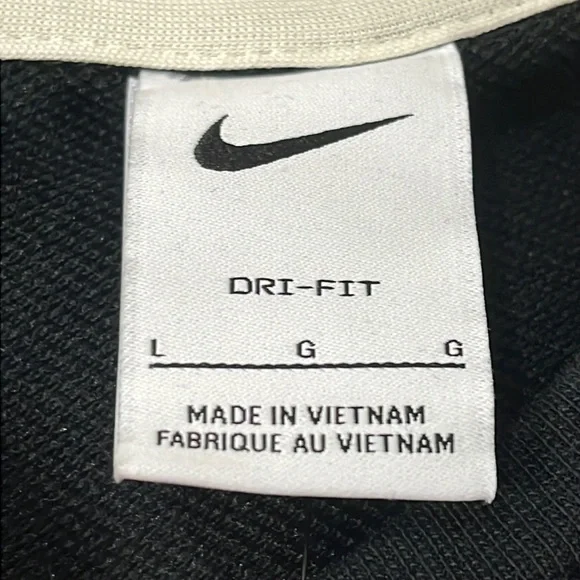 DRI-FIT
L G G
MADE IN VIETNAM
FABRIQUE AU VIETNAM